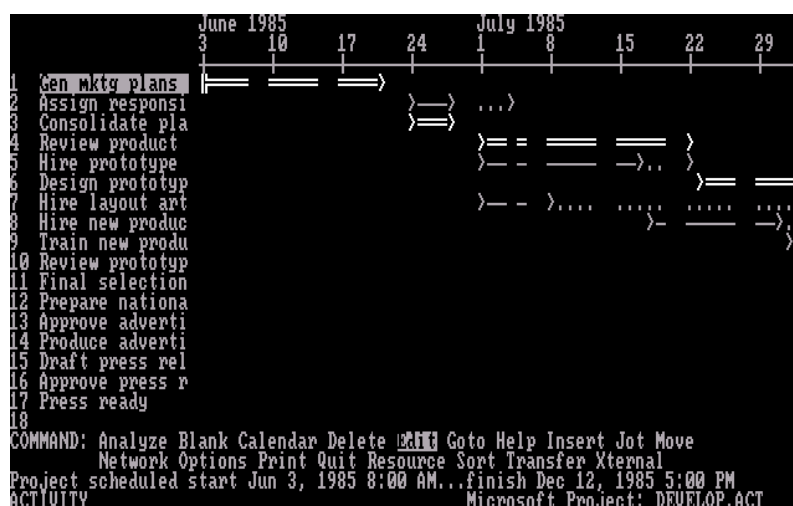 June 1985 July 1985
3 10 17 24 1 8 15 22 29
1 Gen mktg plans
2 Assign responsi
3 Consolidate pla
4 Review product
5 Hire prototype
6 Design prototyp
7 Hire layout art
8 Hire new produc
9 Train new produ
10 Review prototyp
11 Final selection
12 Prepare nationa
13 Approve adverti
14 Produce adverti
15 Draft press rel
16 Approve press r
17 Press ready
18
COMMAND: Analyze Blank Calendar Delete Edit Goto Help Insert Jot Move
Network Options Print Quit Resource Sort Transfer Xternal
Project scheduled start Jun 3, 1985 8:00 AM...finish Dec 12, 1985 5:00 PM
ACTIVITY Microsoft Project: DEVELOP.ACT